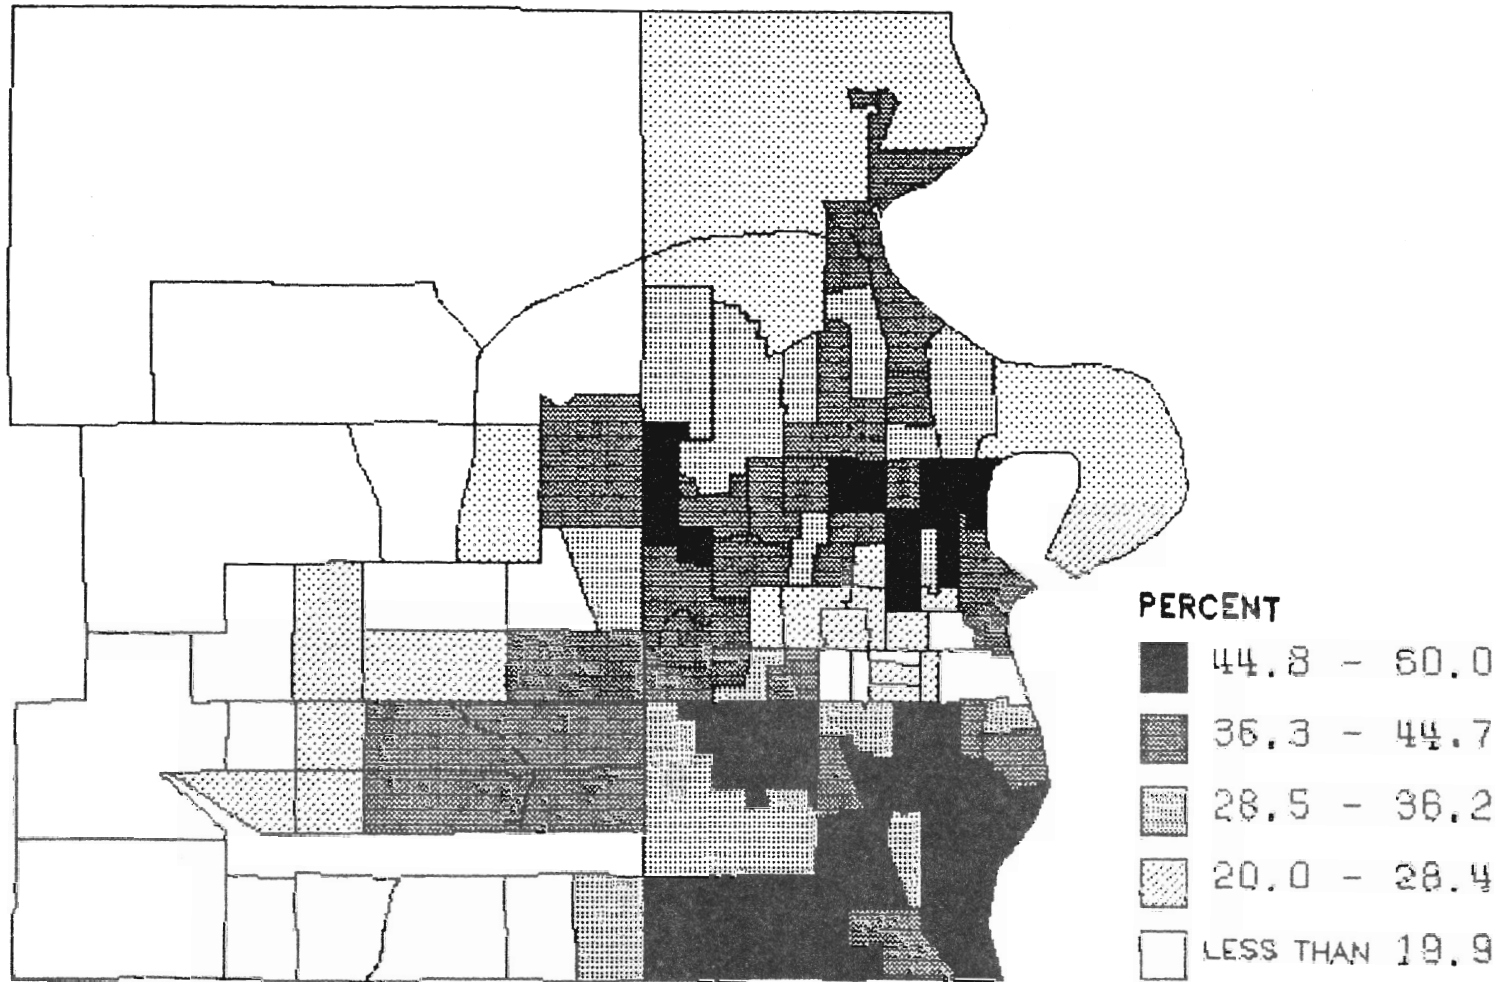 PERCENT
44.8 - 60.0
36.3 - 44.7
28.5 - 36.2
20.0 - 28.4
LESS THAN 19.9